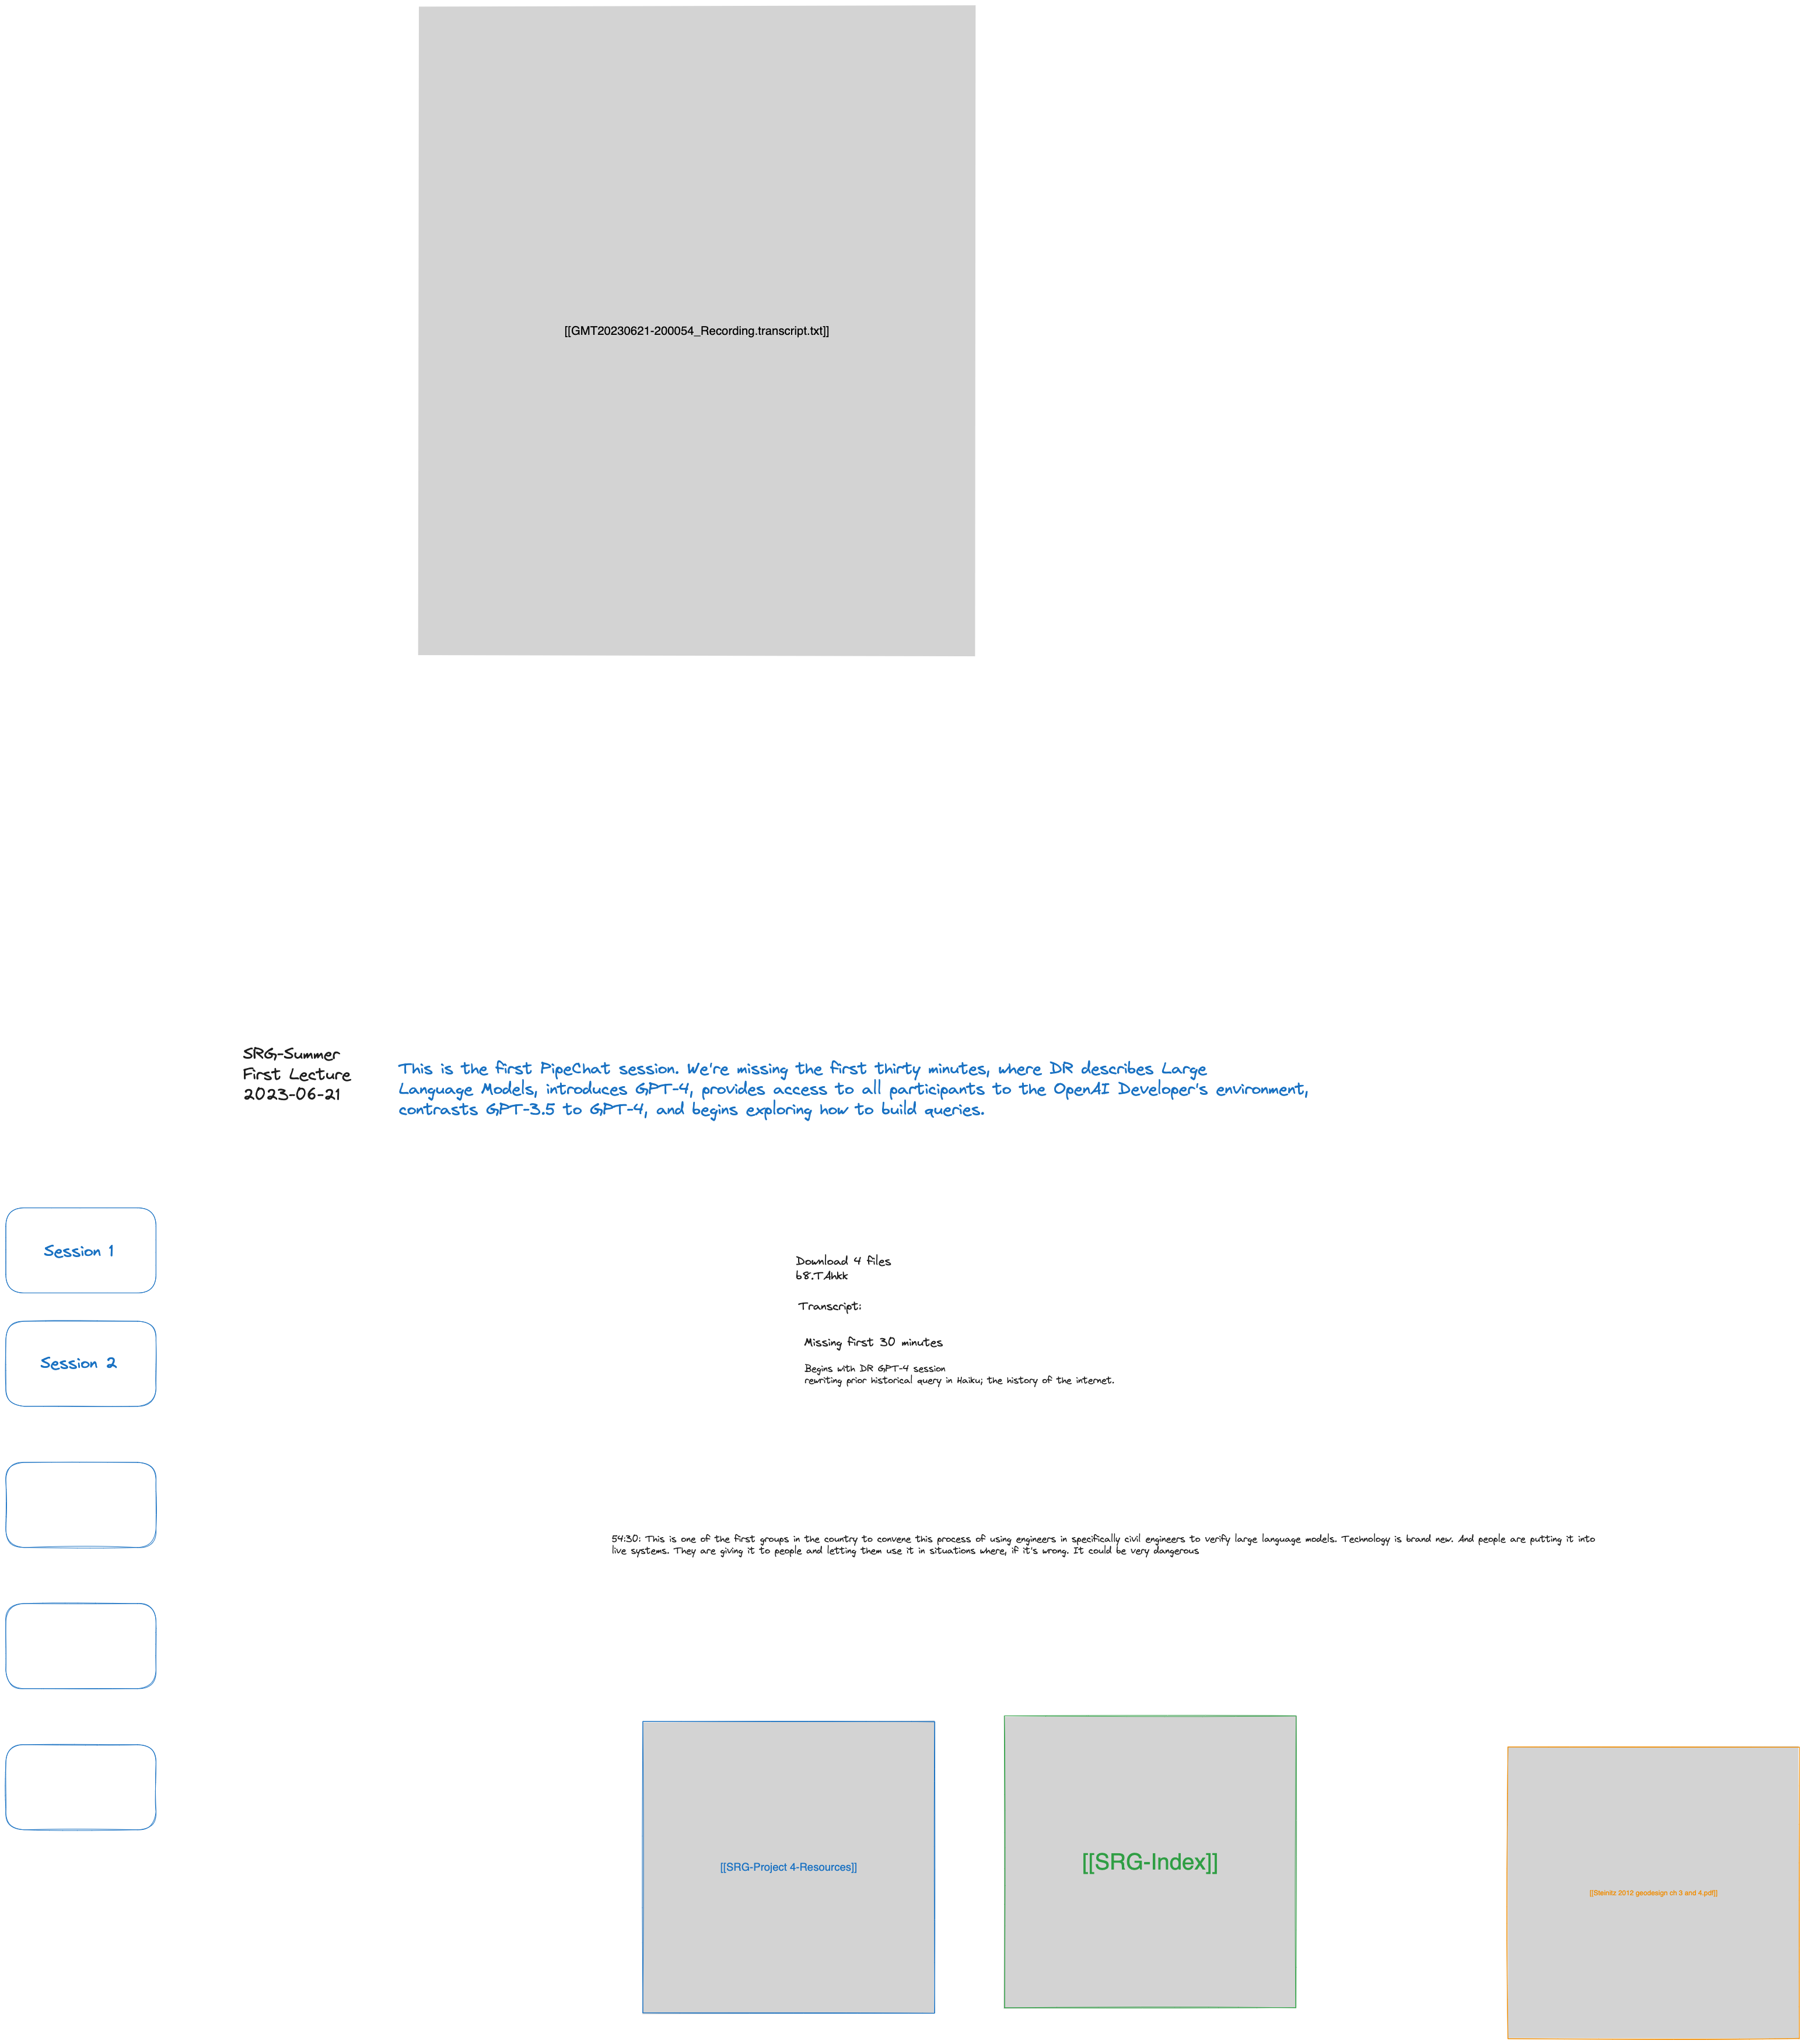 [[GMT20230621-200054_Recording.transcript.txt]]
SRG-Summer
First Lecture
2023-06-21
This is the first PipeChat session. We're missing the first thirty minutes, where DR describes Large
Language Models, introduces GPT-4, provides access to all participants to the OpenAI Developer's environment,
contrasts GPT-3.5 to GPT-4, and begins exploring how to build queries.
Session 1
Download 4 files
b8.TAhkk
Transcript:
Session 2
Missing first 30 minutes
Begins with DR GPT-4 session
rewriting prior historical query in Haiku; the history of the internet.
54:30: This is one of the first groups in the country to convene this process of using engineers in specifically civil engineers to verify large language models. Technology is brand new. And people are putting it into
live systems. They are giving it to people and letting them use it in situations where, if it's wrong. It could be very dangerous
[[SRG-Project 4-Resources]]
[[SRG-Index]]
[[Steinitz 2012 geodesign ch 3 and 4.pdf]]